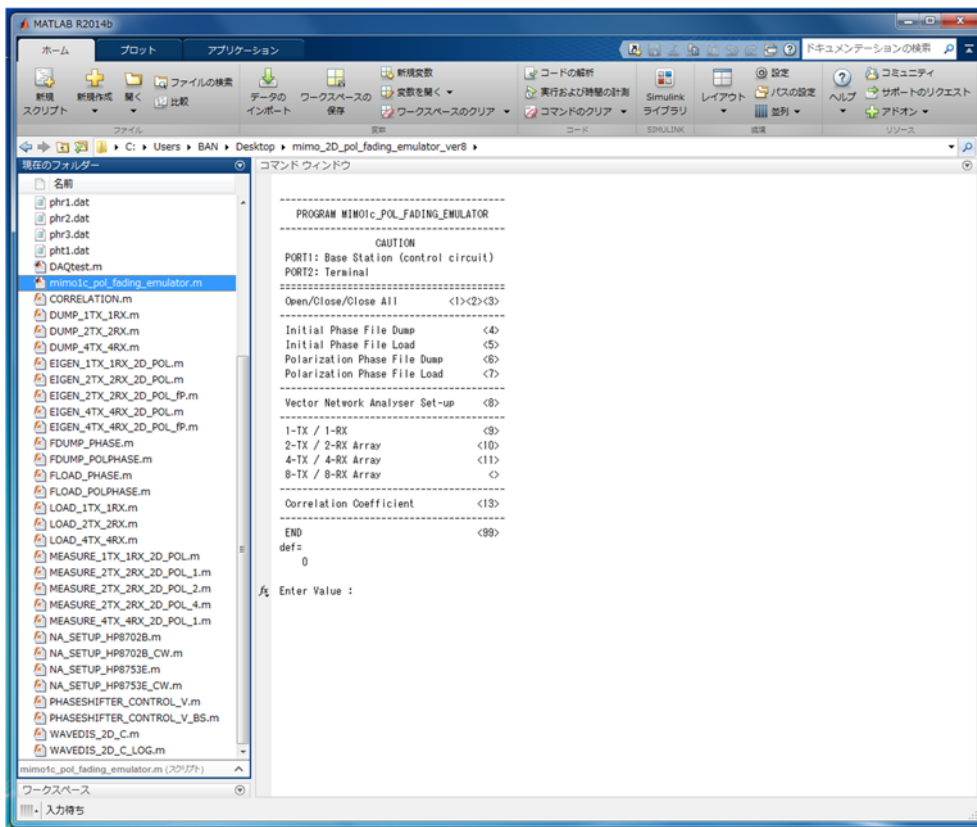 MATLAB R2014b
ホーム プロット アプリケーション
ドキュメンテーションの検索
新規 スクリプト
新規作成
開く
ファイルの検索
比較
データの インポート
ワークスペースの 保存
新規変数
変数を開く
ワークスペースのクリア
コードの解析
実行および時間の計測
コマンドのクリア
Simulink ライブラリ
レイアウト
設定
パスの設定
並列
ヘルプ
コミュニティ
サポートのリクエスト
アドオン
ファイル 変数 コード SIMULINK 環境 リソース
C: Users BAN Desktop mimo_2D_pol_fading_emulator_ver8
現在のフォルダー
名前
phr1.dat
phr2.dat
phr3.dat
pht1.dat
DAQtest.m
mimo1c_pol_fading_emulator.m
CORRELATION.m
DUMP_1TX_1RX.m
DUMP_2TX_2RX.m
DUMP_4TX_4RX.m
EIGEN_1TX_1RX_2D_POL.m
EIGEN_2TX_2RX_2D_POL.m
EIGEN_2TX_2RX_2D_POL_fP.m
EIGEN_4TX_4RX_2D_POL.m
EIGEN_4TX_4RX_2D_POL_fP.m
FDUMP_PHASE.m
FDUMP_POLPHASE.m
FLOAD_PHASE.m
FLOAD_POLPHASE.m
LOAD_1TX_1RX.m
LOAD_2TX_2RX.m
LOAD_4TX_4RX.m
MEASURE_1TX_1RX_2D_POL.m
MEASURE_2TX_2RX_2D_POL_1.m
MEASURE_2TX_2RX_2D_POL_2.m
MEASURE_2TX_2RX_2D_POL_4.m
MEASURE_4TX_4RX_2D_POL_1.m
NA_SETUP_HP8702B.m
NA_SETUP_HP8702B_CW.m
NA_SETUP_HP8753E.m
NA_SETUP_HP8753E_CW.m
PHASESHIFTER_CONTROL_V.m
PHASESHIFTER_CONTROL_V_BS.m
WAVEDIS_2D_C.m
WAVEDIS_2D_C_LOG.m
mimo1c_pol_fading_emulator.m (スクリプト)
ワークスペース
入力待ち
コマンド ウィンドウ
----------------------------------------
PROGRAM MIMO1c_POL_FADING_EMULATOR
----------------------------------------
CAUTION
PORT1: Base Station (control circuit)
PORT2: Terminal
========================================
Open/Close/Close All <1><2><3>
----------------------------------------
Initial Phase File Dump <4>
Initial Phase File Load <5>
Polarization Phase File Dump <6>
Polarization Phase File Load <7>
----------------------------------------
Vector Network Analyser Set-up <8>
----------------------------------------
1-TX / 1-RX <9>
2-TX / 2-RX Array <10>
4-TX / 4-RX Array <11>
8-TX / 8-RX Array <>
----------------------------------------
Correlation Coefficient <13>
----------------------------------------
END <99>
def=
0
fx Enter Value :